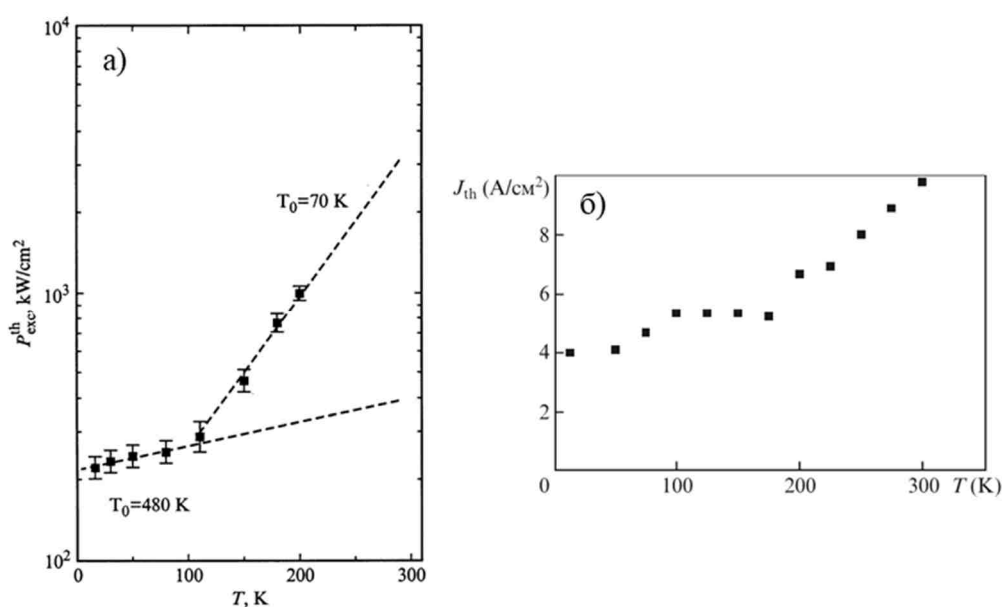 а)
10⁴
10³
10²
P_exc^th, kW/cm²
T₀=70 K
T₀=480 K
0 100 200 300
T, K
J_th (А/см²)
б)
8
6
4
2
0 100 200 300 T (K)